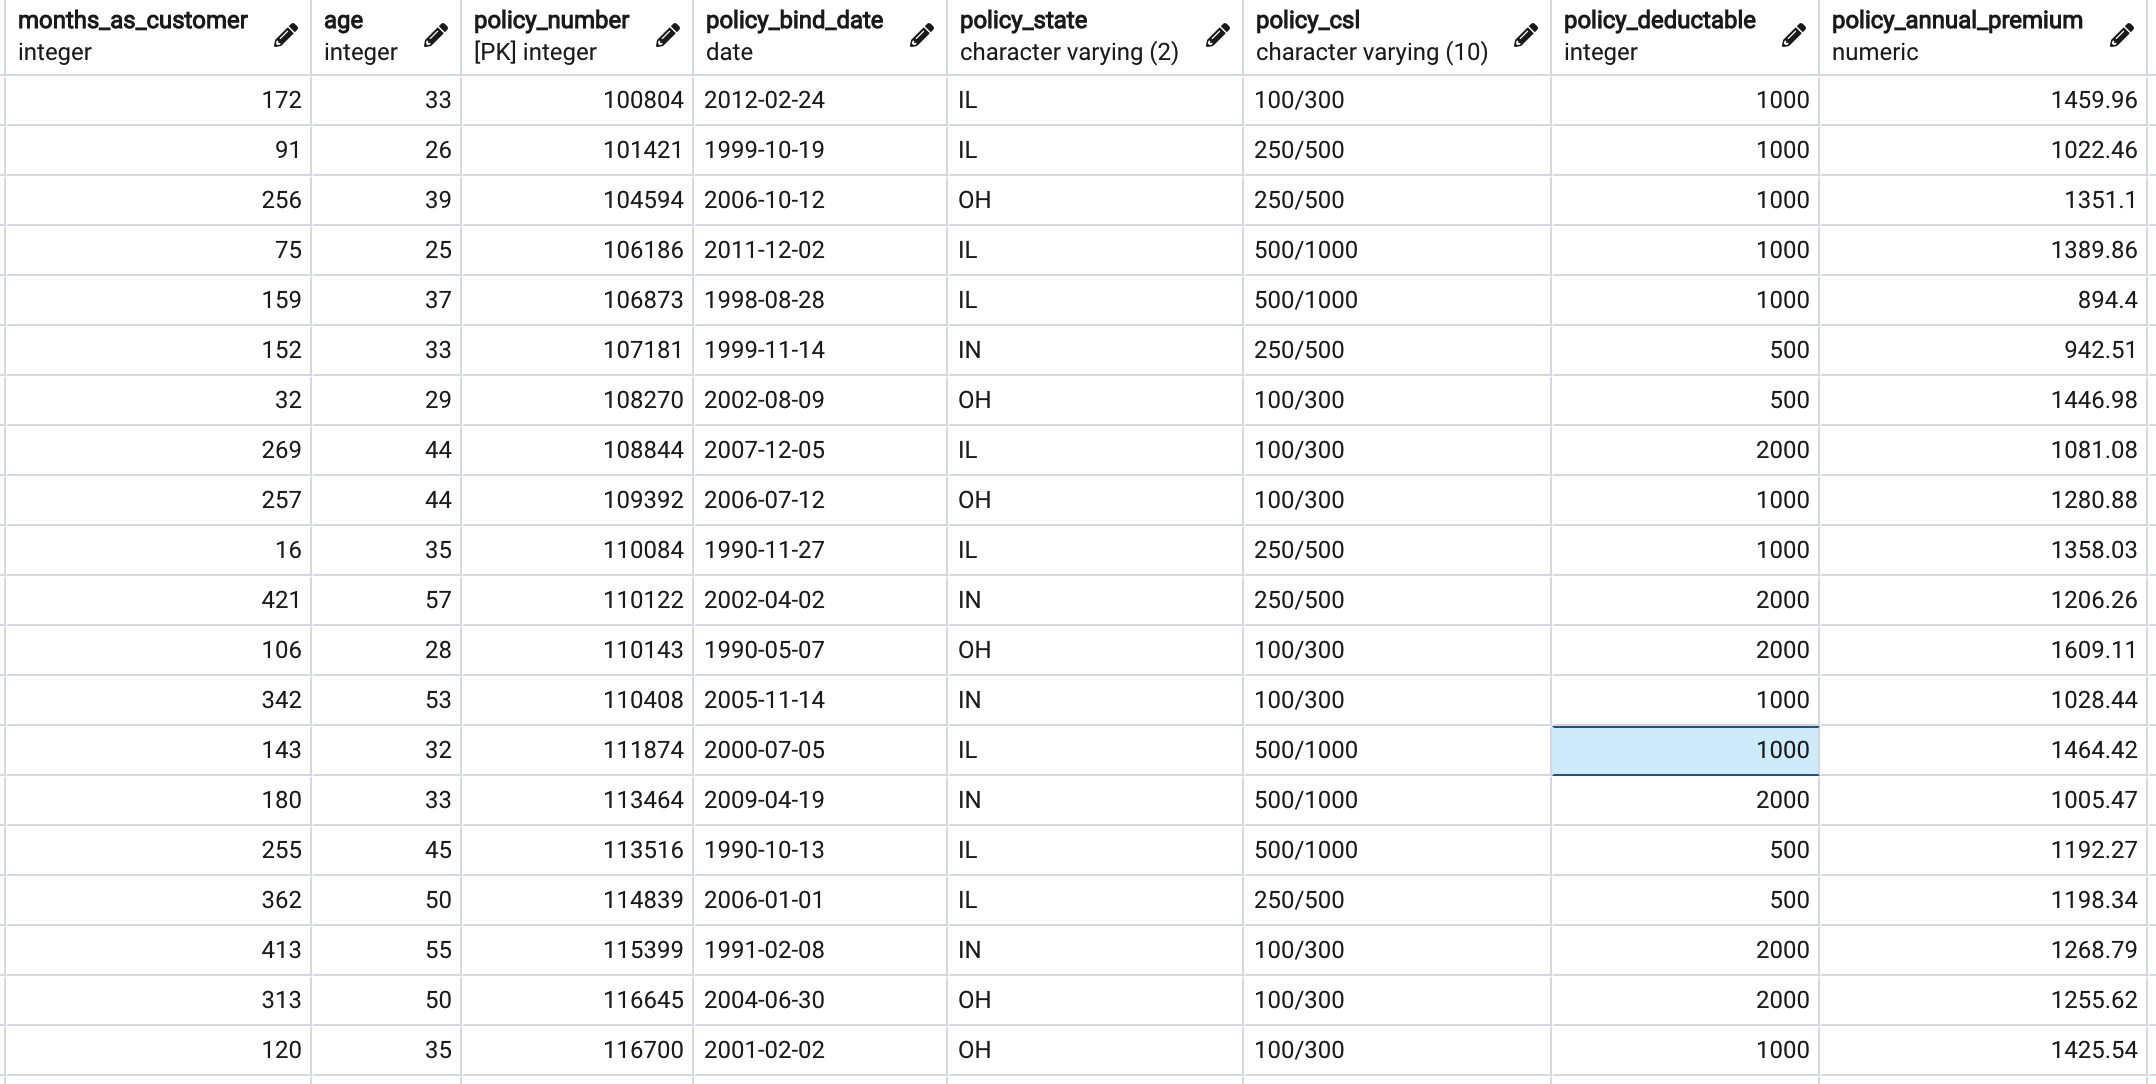 months_as_customer age policy_number policy_bind_date policy_state policy_csl policy_deductable policy_annual_premium
integer integer [PK] integer date character varying (2) character varying (10) integer numeric
172 33 100804 2012-02-24 IL 100/300 1000 1459.96
91 26 101421 1999-10-19 IL 250/500 1000 1022.46
256 39 104594 2006-10-12 OH 250/500 1000 1351.1
75 25 106186 2011-12-02 IL 500/1000 1000 1389.86
159 37 106873 1998-08-28 IL 500/1000 1000 894.4
152 33 107181 1999-11-14 IN 250/500 500 942.51
32 29 108270 2002-08-09 OH 100/300 500 1446.98
269 44 108844 2007-12-05 IL 100/300 2000 1081.08
257 44 109392 2006-07-12 OH 100/300 1000 1280.88
16 35 110084 1990-11-27 IL 250/500 1000 1358.03
421 57 110122 2002-04-02 IN 250/500 2000 1206.26
106 28 110143 1990-05-07 OH 100/300 2000 1609.11
342 53 110408 2005-11-14 IN 100/300 1000 1028.44
143 32 111874 2000-07-05 IL 500/1000 1000 1464.42
180 33 113464 2009-04-19 IN 500/1000 2000 1005.47
255 45 113516 1990-10-13 IL 500/1000 500 1192.27
362 50 114839 2006-01-01 IL 250/500 500 1198.34
413 55 115399 1991-02-08 IN 100/300 2000 1268.79
313 50 116645 2004-06-30 OH 100/300 2000 1255.62
120 35 116700 2001-02-02 OH 100/300 1000 1425.54